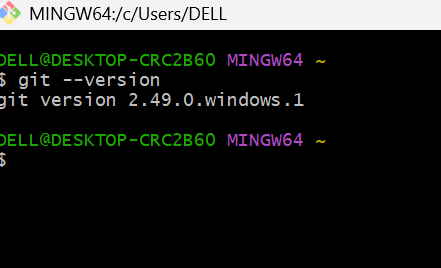 MINGW64:/c/Users/DELL
DELL@DESKTOP-CRC2B60 MINGW64 ~
$ git --version
git version 2.49.0.windows.1
DELL@DESKTOP-CRC2B60 MINGW64 ~
$